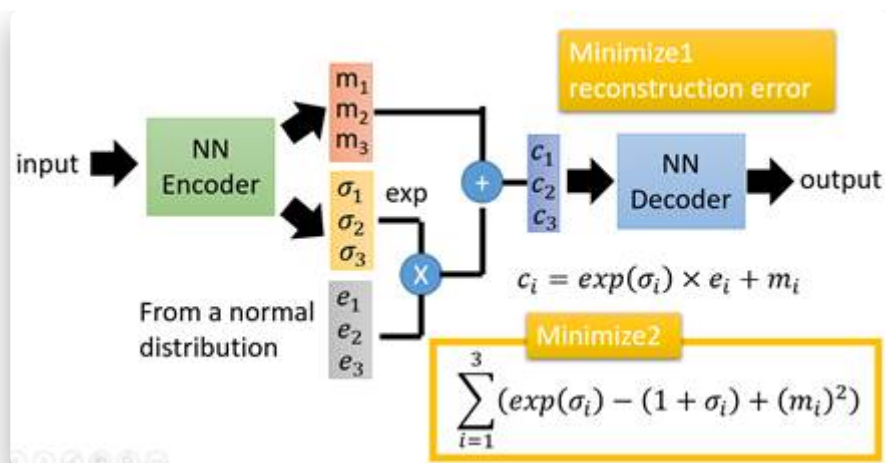 Minimize1
reconstruction error
input
NN
Encoder
m₁
m₂
m₃
σ₁
σ₂
σ₃
exp
From a normal
distribution
e₁
e₂
e₃
X
+
c₁
c₂
c₃
NN
Decoder
output
cᵢ = exp(σᵢ) × eᵢ + mᵢ
Minimize2
3
∑(exp(σᵢ) − (1 + σᵢ) + (mᵢ)²)
i=1